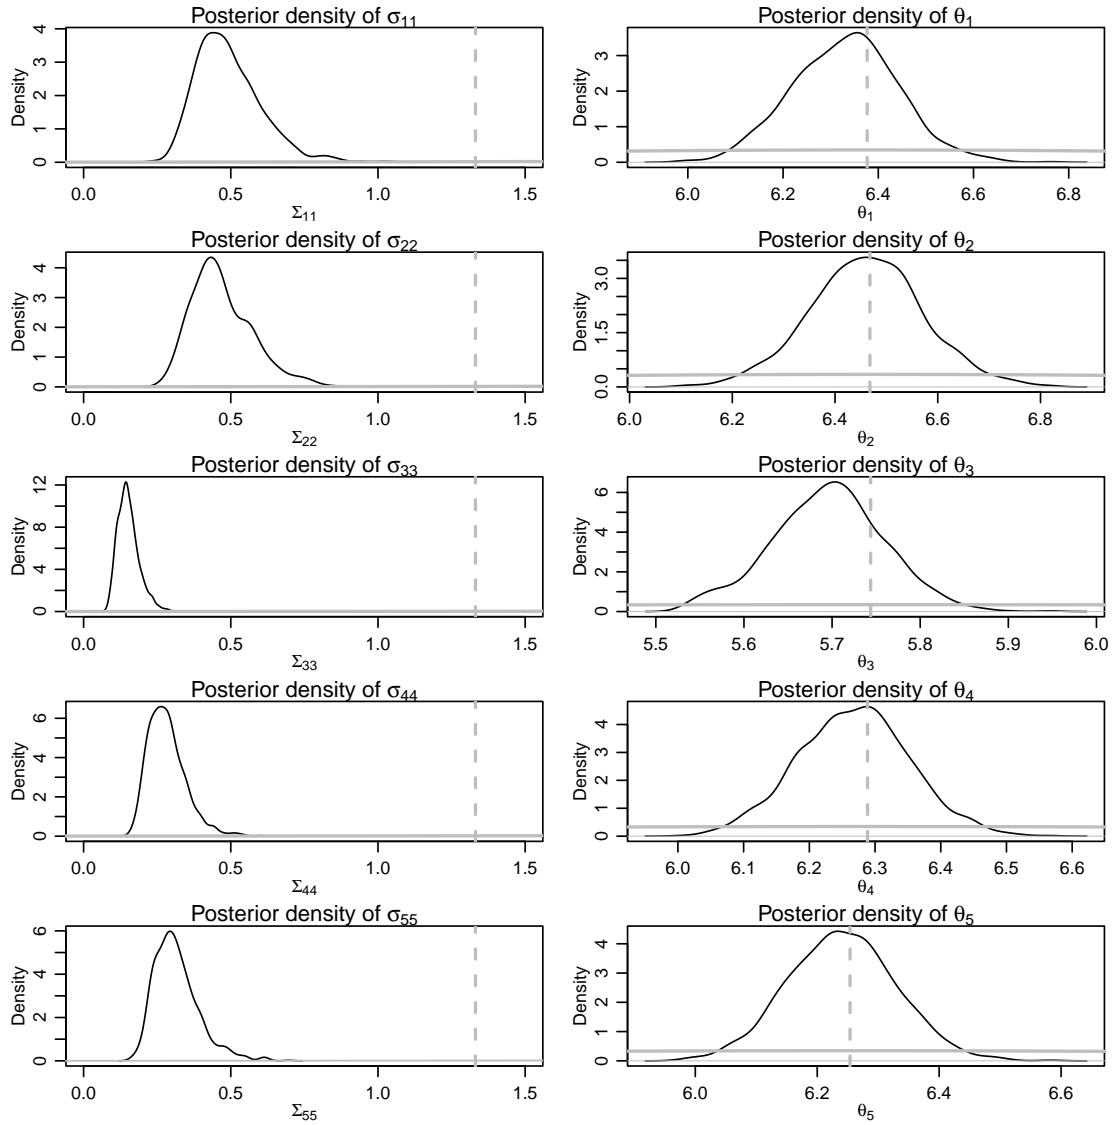 Posterior density of σ11
Density
0 1 2 3 4
0.0 0.5 1.0 1.5
Σ11
Posterior density of θ1
Density
0 1 2 3
6.0 6.2 6.4 6.6 6.8
θ1
Posterior density of σ22
Density
0 1 2 3 4
0.0 0.5 1.0 1.5
Σ22
Posterior density of θ2
Density
0.0 1.5 3.0
6.0 6.2 6.4 6.6 6.8
θ2
Posterior density of σ33
Density
0 4 8 12
0.0 0.5 1.0 1.5
Σ33
Posterior density of θ3
Density
0 2 4 6
5.5 5.6 5.7 5.8 5.9 6.0
θ3
Posterior density of σ44
Density
0 2 4 6
0.0 0.5 1.0 1.5
Σ44
Posterior density of θ4
Density
0 1 2 3 4
6.0 6.1 6.2 6.3 6.4 6.5 6.6
θ4
Posterior density of σ55
Density
0 2 4 6
0.0 0.5 1.0 1.5
Σ55
Posterior density of θ5
Density
0 1 2 3 4
6.0 6.2 6.4 6.6
θ5